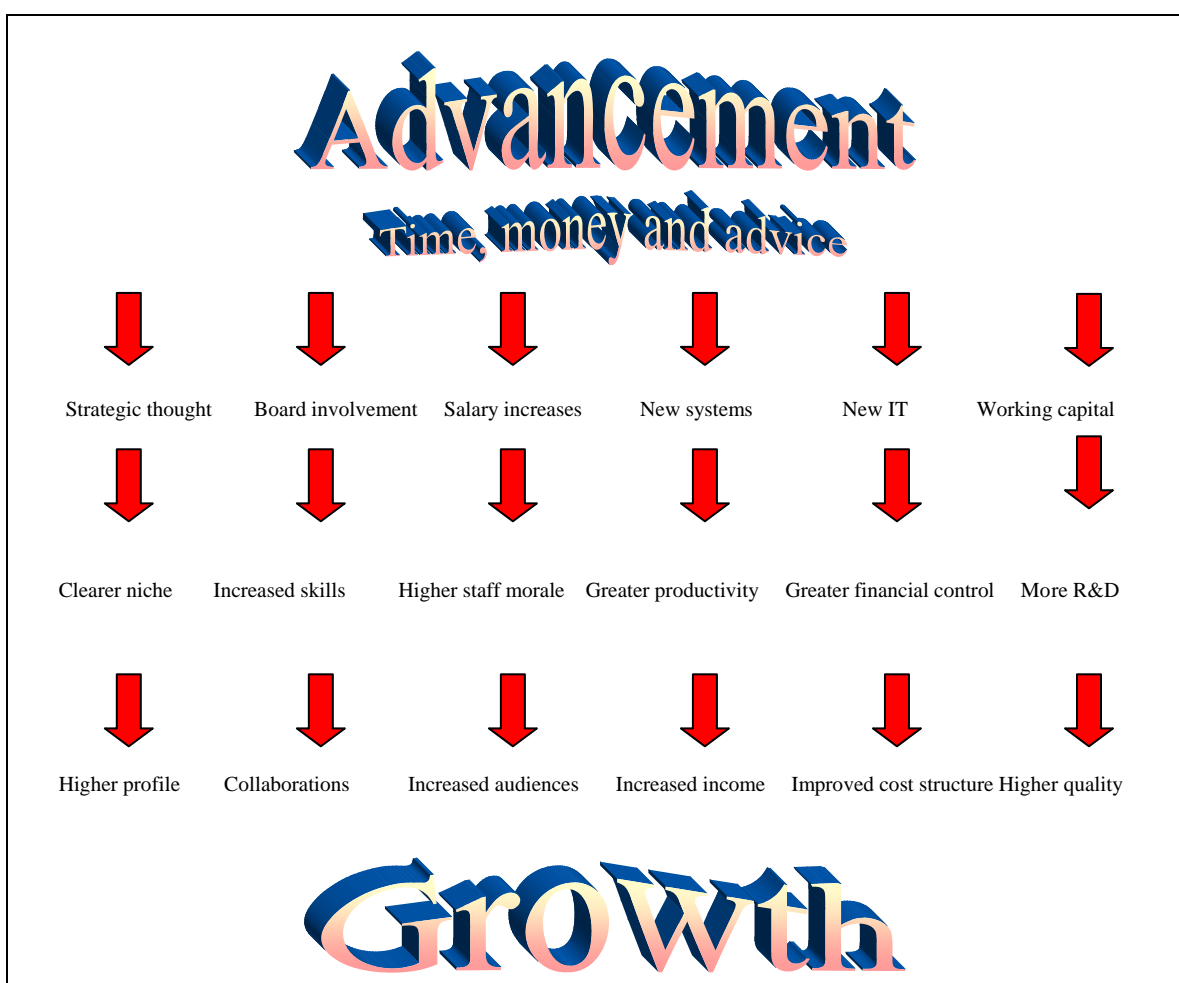 Advancement
Time, money and advice
Strategic thought Board involvement Salary increases New systems New IT Working capital
Clearer niche Increased skills Higher staff morale Greater productivity Greater financial control More R&D
Higher profile Collaborations Increased audiences Increased income Improved cost structure Higher quality
Growth